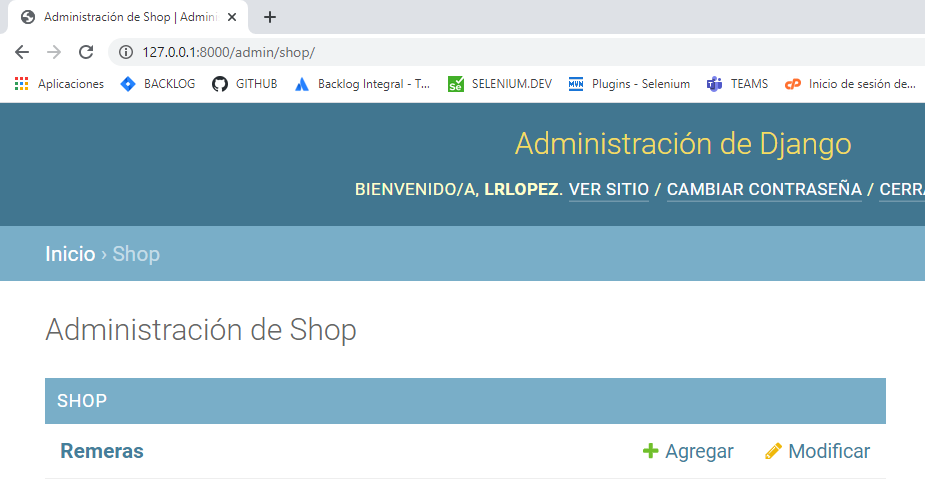 Administración de Shop | Admini
127.0.0.1:8000/admin/shop/
Aplicaciones BACKLOG GITHUB Backlog Integral - T... SELENIUM.DEV Plugins - Selenium TEAMS Inicio de sesión de...
Administración de Django
BIENVENIDO/A, LRLOPEZ. VER SITIO / CAMBIAR CONTRASEÑA / CERRA
Inicio › Shop
Administración de Shop
SHOP
Remeras Agregar Modificar